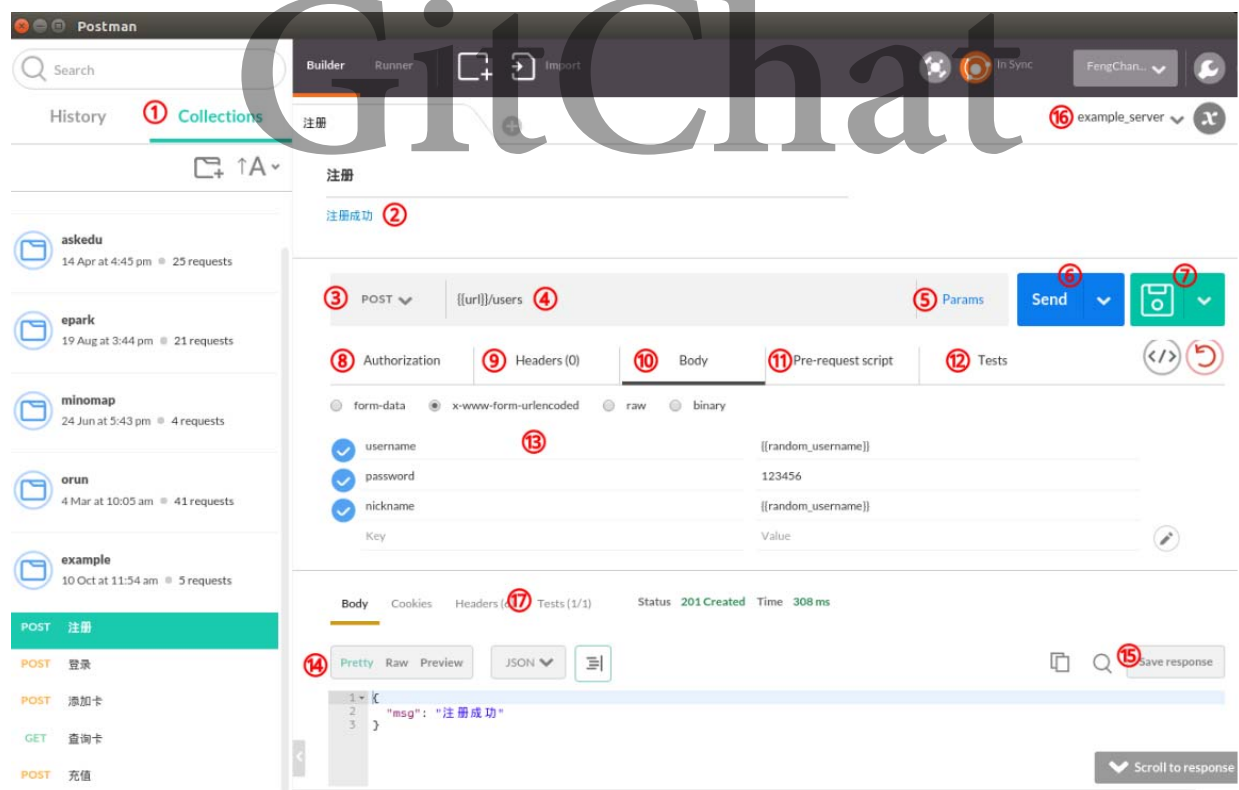 Postman
GitChat
Search
Builder Runner Import In Sync FengChan..
History ① Collections
注册
⑯ example_server
↑A
注册
注册成功 ②
askedu
14 Apr at 4:45 pm 25 requests
③ POST {{url}}/users ④ ⑤ Params ⑥ Send ⑦
epark
19 Aug at 3:44 pm 21 requests
⑧ Authorization ⑨ Headers (0) ⑩ Body ⑪ Pre-request script ⑫ Tests </>
form-data x-www-form-urlencoded raw binary
minomap
24 Jun at 5:43 pm 4 requests
⑬
username {{random_username}}
password 123456
nickname {{random_username}}
Key Value
orun
4 Mar at 10:05 am 41 requests
example
10 Oct at 11:54 am 5 requests
Body Cookies Headers ⑰ Tests (1/1) Status 201 Created Time 308 ms
POST 注册
POST 登录
POST 添加卡
GET 查询卡
POST 充值
⑭ Pretty Raw Preview JSON ⑮ Save response
1 {
2 "msg": "注册成功"
3 }
Scroll to response